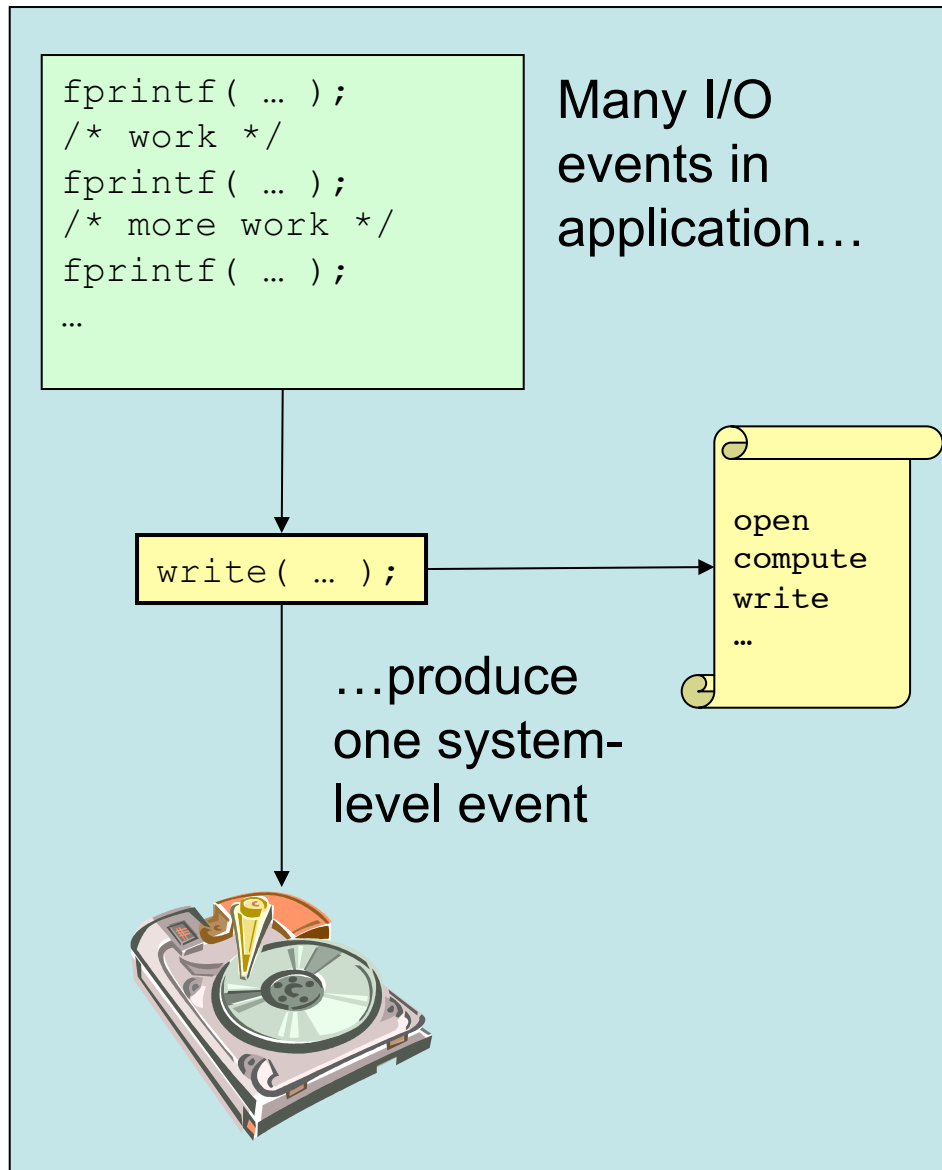 fprintf( … );
/* work */
fprintf( … );
/* more work */
fprintf( … );
…
Many I/O
events in
application…
write( … );
open
compute
write
…
…produce
one system-
level event